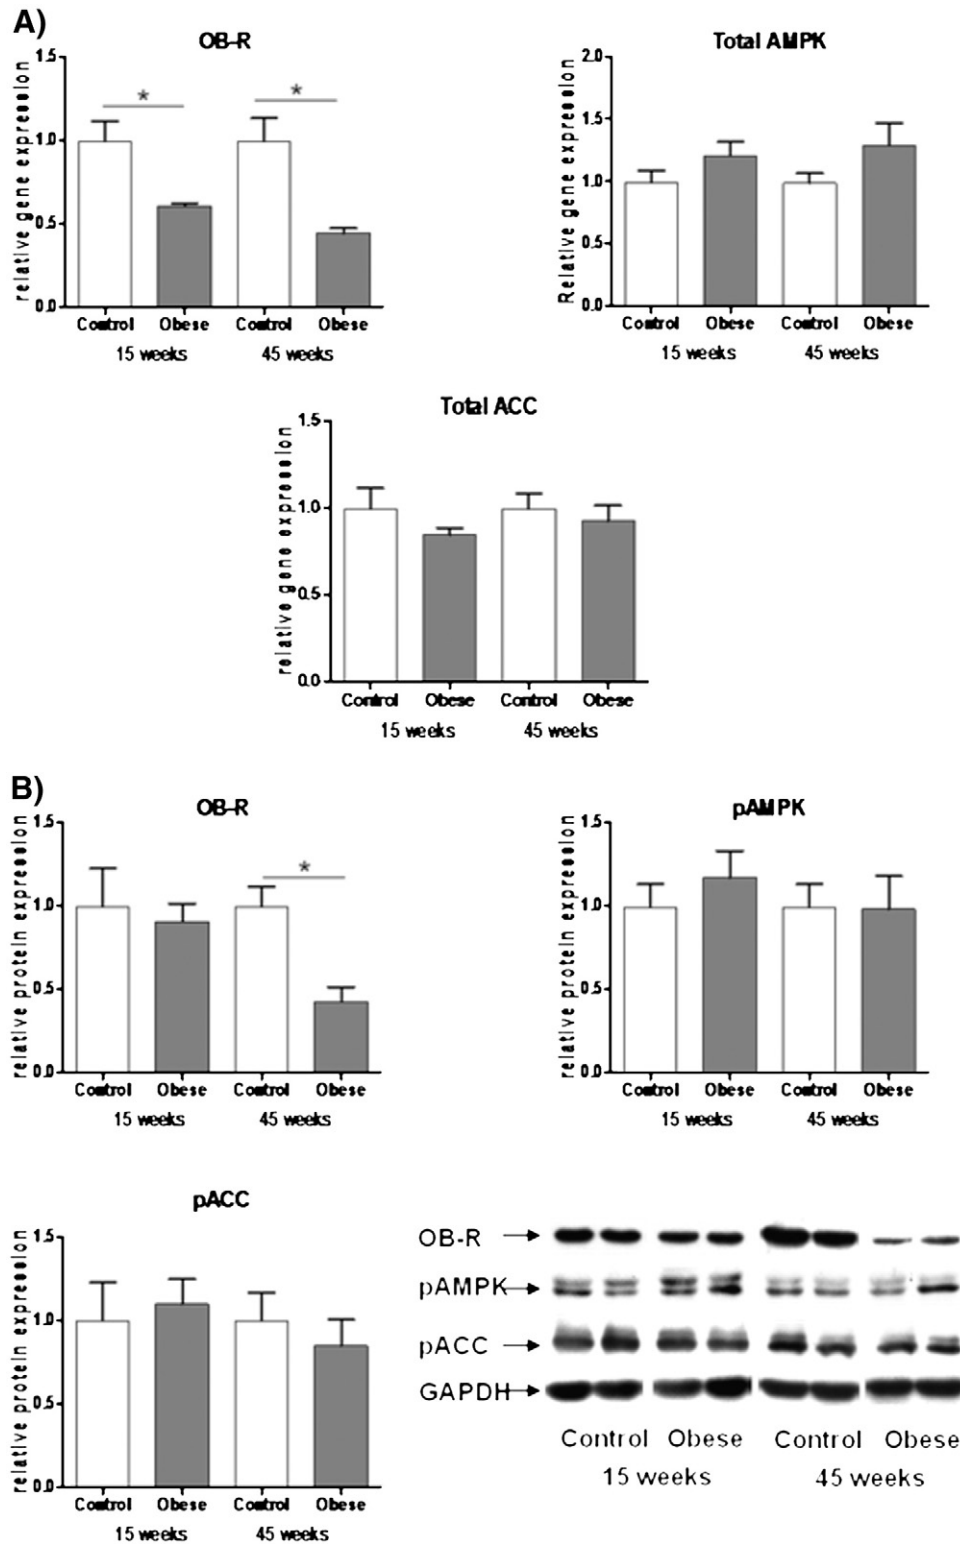 A)
OB-R
relative gene expression
1.5
*
*
1.0
0.5
0.0
Control Obese Control Obese
15 weeks 45 weeks
Total AMPK
Relative gene expression
2.0
1.5
1.0
0.5
0.0
Control Obese Control Obese
15 weeks 45 weeks
Total ACC
relative gene expression
1.5
1.0
0.5
0.0
Control Obese Control Obese
15 weeks 45 weeks
B)
OB-R
relative protein expression
1.5
*
1.0
0.5
0.0
Control Obese Control Obese
15 weeks 45 weeks
pAMPK
relative protein expression
1.5
1.0
0.5
0.0
Control Obese Control Obese
15 weeks 45 weeks
pACC
relative protein expression
1.5
1.0
0.5
0.0
Control Obese Control Obese
15 weeks 45 weeks
OB-R
pAMPK
pACC
GAPDH
Control Obese Control Obese
15 weeks 45 weeks